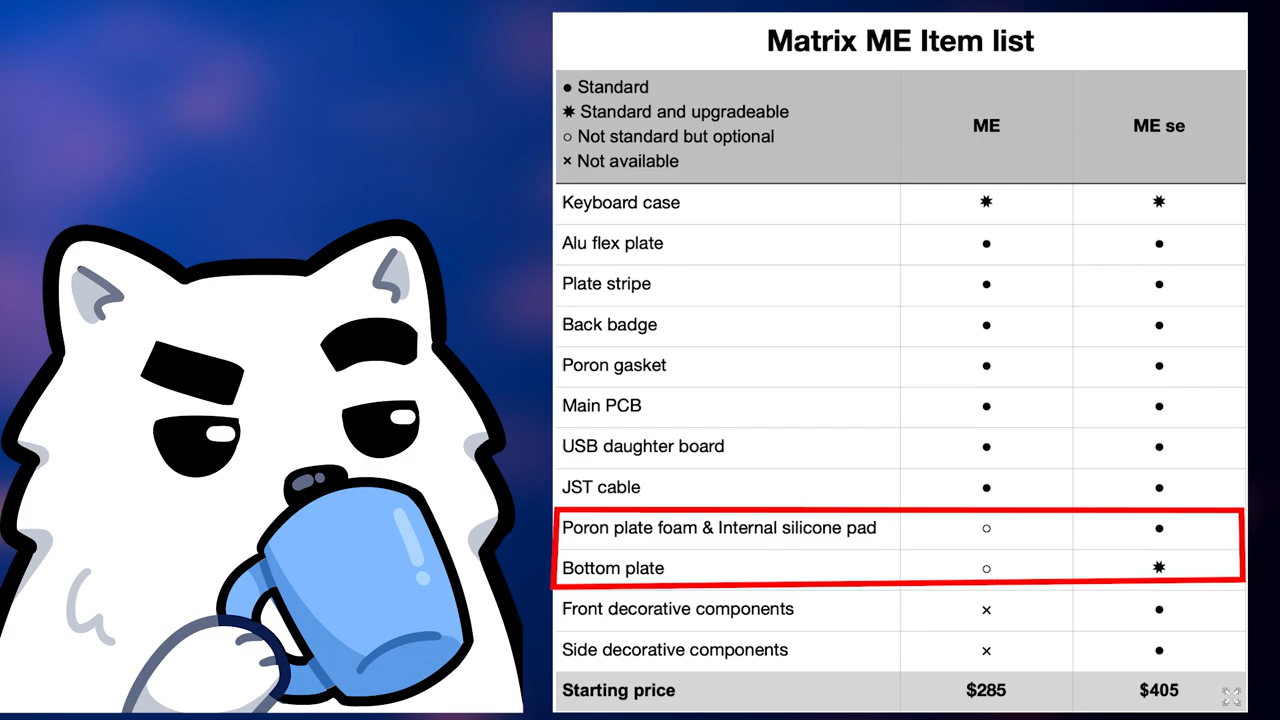 Matrix ME Item list
● Standard
✸ Standard and upgradeable
○ Not standard but optional
× Not available
ME
ME se
Keyboard case ✸ ✸
Alu flex plate ● ●
Plate stripe ● ●
Back badge ● ●
Poron gasket ● ●
Main PCB ● ●
USB daughter board ● ●
JST cable ● ●
Poron plate foam & Internal silicone pad ○ ●
Bottom plate ○ ✸
Front decorative components × ●
Side decorative components × ●
Starting price $285 $405